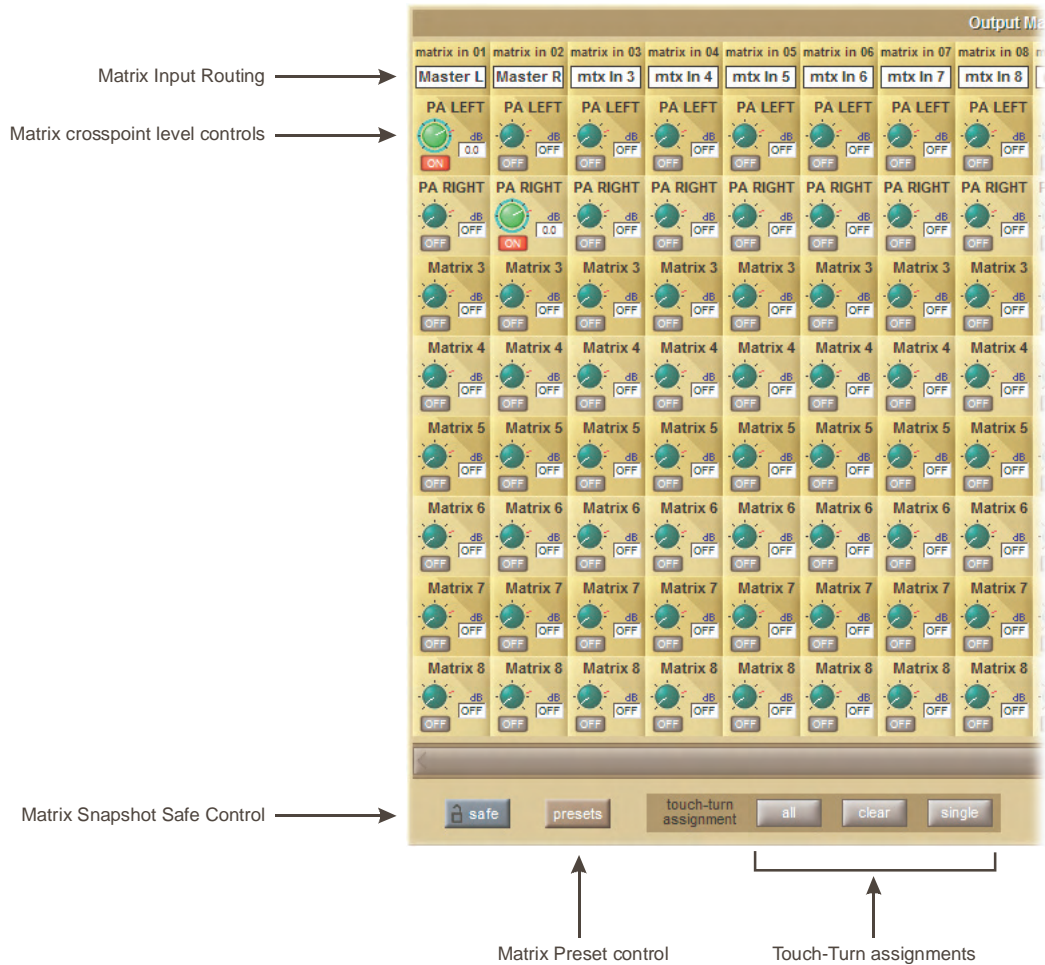 Output Ma
matrix in 01 matrix in 02 matrix in 03 matrix in 04 matrix in 05 matrix in 06 matrix in 07 matrix in 08
Matrix Input Routing
Master L Master R mtx In 3 mtx In 4 mtx In 5 mtx In 6 mtx In 7 mtx In 8
PA LEFT PA LEFT PA LEFT PA LEFT PA LEFT PA LEFT PA LEFT PA LEFT
Matrix crosspoint level controls
dB dB dB dB dB dB dB dB
0.0 OFF OFF OFF OFF OFF OFF OFF
ON OFF OFF OFF OFF OFF OFF OFF
PA RIGHT PA RIGHT PA RIGHT PA RIGHT PA RIGHT PA RIGHT PA RIGHT PA RIGHT
dB dB dB dB dB dB dB dB
OFF 0.0 OFF OFF OFF OFF OFF OFF
OFF ON OFF OFF OFF OFF OFF OFF
Matrix 3 Matrix 3 Matrix 3 Matrix 3 Matrix 3 Matrix 3 Matrix 3 Matrix 3
dB dB dB dB dB dB dB dB
OFF OFF OFF OFF OFF OFF OFF OFF
OFF OFF OFF OFF OFF OFF OFF OFF
Matrix 4 Matrix 4 Matrix 4 Matrix 4 Matrix 4 Matrix 4 Matrix 4 Matrix 4
dB dB dB dB dB dB dB dB
OFF OFF OFF OFF OFF OFF OFF OFF
OFF OFF OFF OFF OFF OFF OFF OFF
Matrix 5 Matrix 5 Matrix 5 Matrix 5 Matrix 5 Matrix 5 Matrix 5 Matrix 5
dB dB dB dB dB dB dB dB
OFF OFF OFF OFF OFF OFF OFF OFF
OFF OFF OFF OFF OFF OFF OFF OFF
Matrix 6 Matrix 6 Matrix 6 Matrix 6 Matrix 6 Matrix 6 Matrix 6 Matrix 6
dB dB dB dB dB dB dB dB
OFF OFF OFF OFF OFF OFF OFF OFF
OFF OFF OFF OFF OFF OFF OFF OFF
Matrix 7 Matrix 7 Matrix 7 Matrix 7 Matrix 7 Matrix 7 Matrix 7 Matrix 7
dB dB dB dB dB dB dB dB
OFF OFF OFF OFF OFF OFF OFF OFF
OFF OFF OFF OFF OFF OFF OFF OFF
Matrix 8 Matrix 8 Matrix 8 Matrix 8 Matrix 8 Matrix 8 Matrix 8 Matrix 8
dB dB dB dB dB dB dB dB
OFF OFF OFF OFF OFF OFF OFF OFF
OFF OFF OFF OFF OFF OFF OFF OFF
Matrix Snapshot Safe Control
safe presets
touch-turn
assignment
all clear single
Matrix Preset control
Touch-Turn assignments